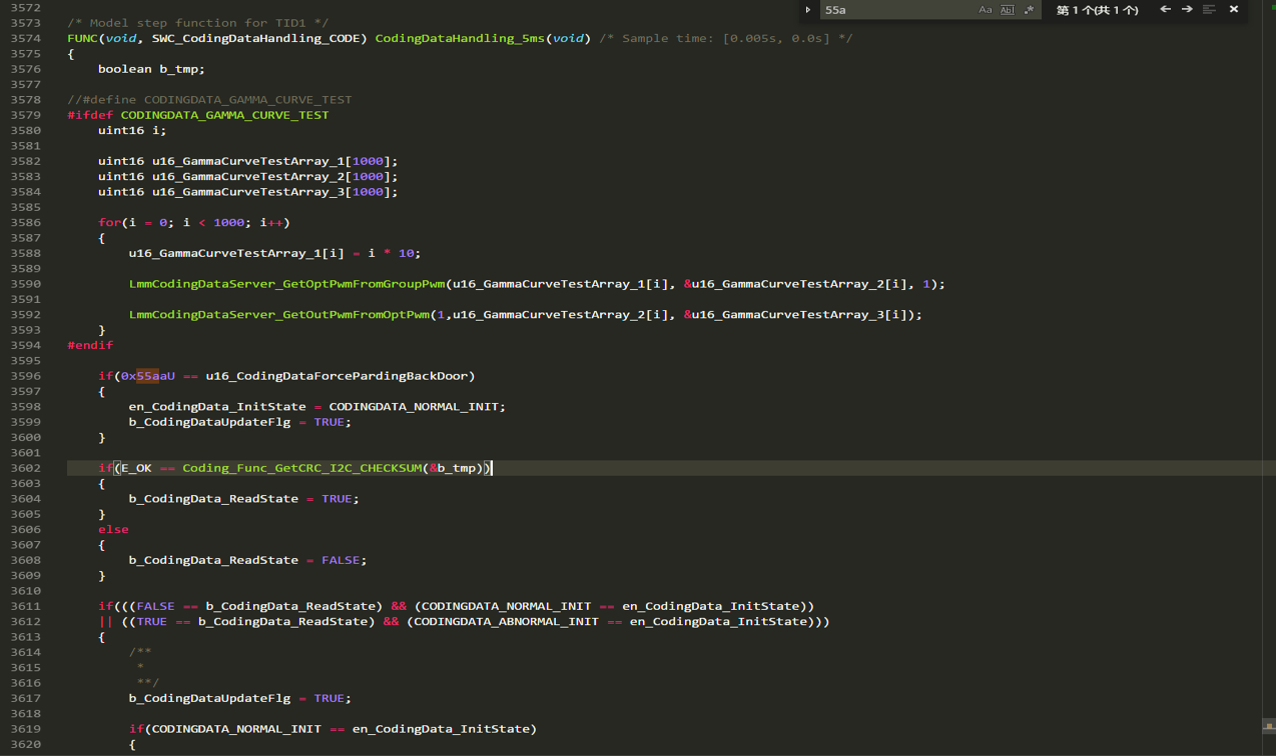 55a Aa Ab| .* 第 1 个(共 1 个)
3572
3573 /* Model step function for TID1 */
3574 FUNC(void, SWC_CodingDataHandling_CODE) CodingDataHandling_5ms(void) /* Sample time: [0.005s, 0.0s] */
3575 {
3576 boolean b_tmp;
3577
3578 //#define CODINGDATA_GAMMA_CURVE_TEST
3579 #ifdef CODINGDATA_GAMMA_CURVE_TEST
3580 uint16 i;
3581
3582 uint16 u16_GammaCurveTestArray_1[1000];
3583 uint16 u16_GammaCurveTestArray_2[1000];
3584 uint16 u16_GammaCurveTestArray_3[1000];
3585
3586 for(i = 0; i < 1000; i++)
3587 {
3588 u16_GammaCurveTestArray_1[i] = i * 10;
3589
3590 LmmCodingDataServer_GetOptPwmFromGroupPwm(u16_GammaCurveTestArray_1[i], &u16_GammaCurveTestArray_2[i], 1);
3591
3592 LmmCodingDataServer_GetOutPwmFromOptPwm(1,u16_GammaCurveTestArray_2[i], &u16_GammaCurveTestArray_3[i]);
3593 }
3594 #endif
3595
3596 if(0x55aaU == u16_CodingDataForcePardingBackDoor)
3597 {
3598 en_CodingData_InitState = CODINGDATA_NORMAL_INIT;
3599 b_CodingDataUpdateFlg = TRUE;
3600 }
3601
3602 if(E_OK == Coding_Func_GetCRC_I2C_CHECKSUM(&b_tmp))
3603 {
3604 b_CodingData_ReadState = TRUE;
3605 }
3606 else
3607 {
3608 b_CodingData_ReadState = FALSE;
3609 }
3610
3611 if(((FALSE == b_CodingData_ReadState) && (CODINGDATA_NORMAL_INIT == en_CodingData_InitState))
3612 || ((TRUE == b_CodingData_ReadState) && (CODINGDATA_ABNORMAL_INIT == en_CodingData_InitState)))
3613 {
3614 /**
3615 *
3616 **/
3617 b_CodingDataUpdateFlg = TRUE;
3618
3619 if(CODINGDATA_NORMAL_INIT == en_CodingData_InitState)
3620 {